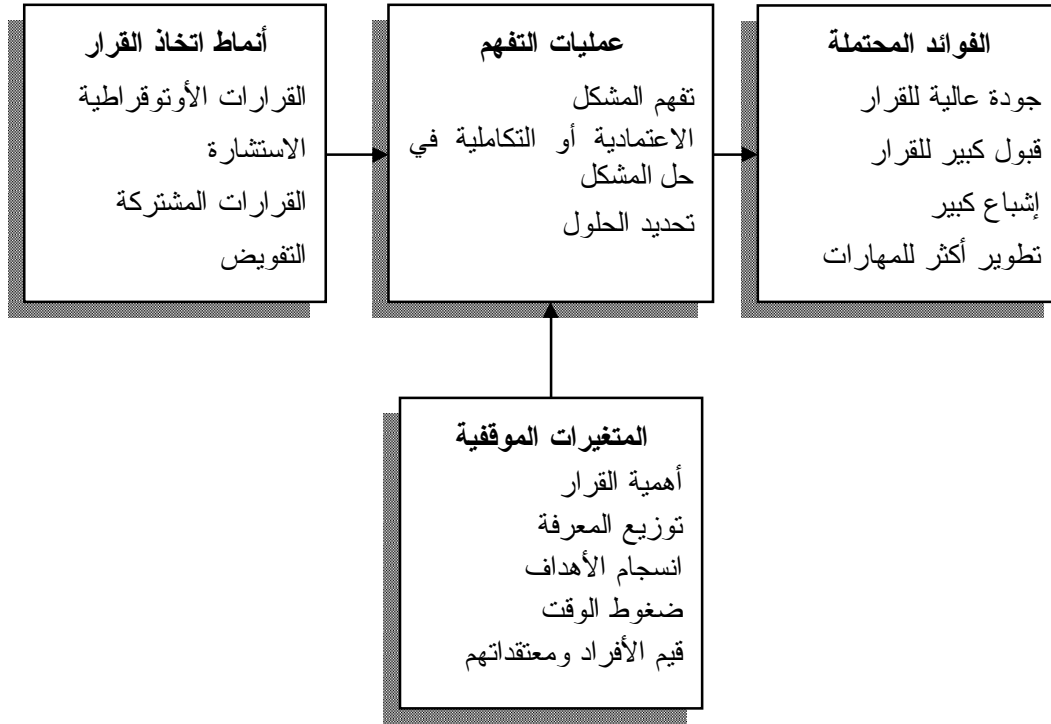 أنماط اتخاذ القرار
القرارات الأوتوقراطية
الاستشارة
القرارات المشتركة
التفويض
عمليات التفهم
تفهم المشكل
الاعتمادية أو التكاملية في
حل المشكل
تحديد الحلول
الفوائد المحتملة
جودة عالية للقرار
قبول كبير للقرار
إشباع كبير
تطوير أكثر للمهارات
المتغيرات الموقفية
أهمية القرار
توزيع المعرفة
انسجام الأهداف
ضغوط الوقت
قيم الأفراد ومعتقداتهم